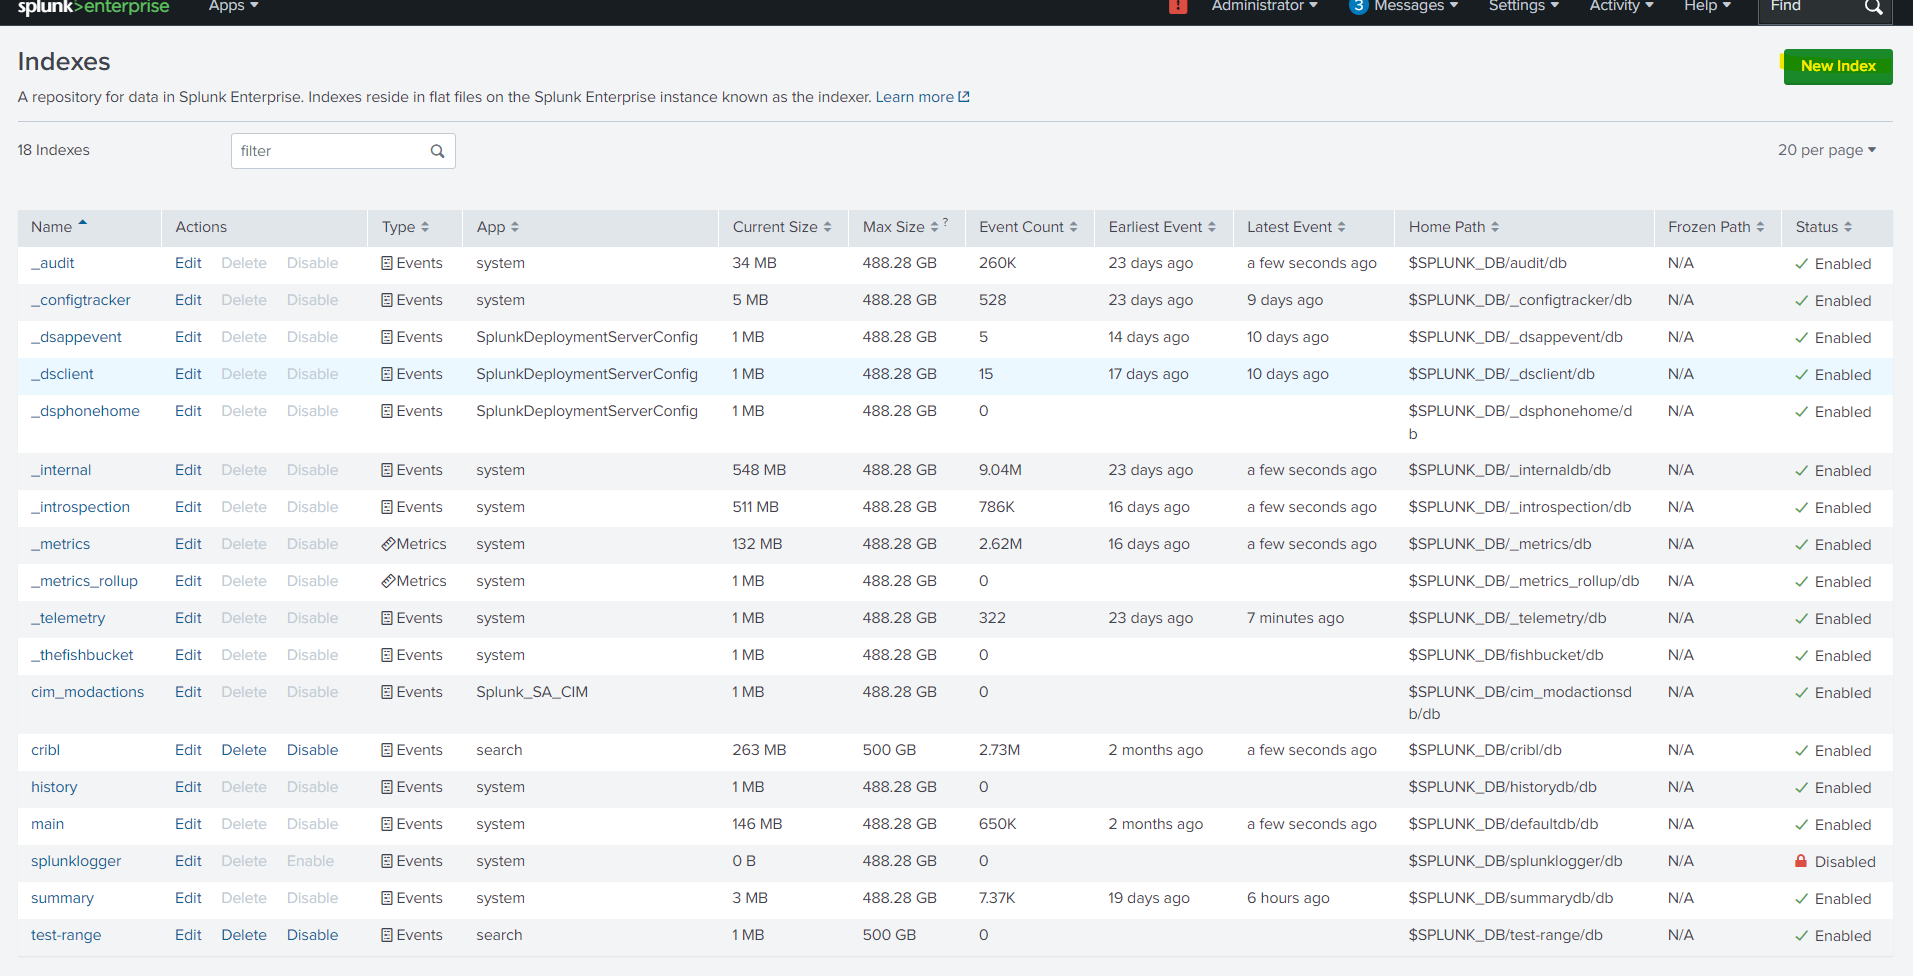 splunk>enterprise Apps ! Administrator 3 Messages Settings Activity Help Find
Indexes
New Index
A repository for data in Splunk Enterprise. Indexes reside in flat files on the Splunk Enterprise instance known as the indexer. Learn more
18 Indexes filter 20 per page
Name Actions Type App Current Size Max Size ? Event Count Earliest Event Latest Event Home Path Frozen Path Status
_audit Edit Delete Disable Events system 34 MB 488.28 GB 260K 23 days ago a few seconds ago $SPLUNK_DB/audit/db N/A Enabled
_configtracker Edit Delete Disable Events system 5 MB 488.28 GB 528 23 days ago 9 days ago $SPLUNK_DB/_configtracker/db N/A Enabled
_dsappevent Edit Delete Disable Events SplunkDeploymentServerConfig 1 MB 488.28 GB 5 14 days ago 10 days ago $SPLUNK_DB/_dsappevent/db N/A Enabled
_dsclient Edit Delete Disable Events SplunkDeploymentServerConfig 1 MB 488.28 GB 15 17 days ago 10 days ago $SPLUNK_DB/_dsclient/db N/A Enabled
_dsphonehome Edit Delete Disable Events SplunkDeploymentServerConfig 1 MB 488.28 GB 0 $SPLUNK_DB/_dsphonehome/d N/A Enabled
b
_internal Edit Delete Disable Events system 548 MB 488.28 GB 9.04M 23 days ago a few seconds ago $SPLUNK_DB/_internaldb/db N/A Enabled
_introspection Edit Delete Disable Events system 511 MB 488.28 GB 786K 16 days ago a few seconds ago $SPLUNK_DB/_introspection/db N/A Enabled
_metrics Edit Delete Disable Metrics system 132 MB 488.28 GB 2.62M 16 days ago a few seconds ago $SPLUNK_DB/_metrics/db N/A Enabled
_metrics_rollup Edit Delete Disable Metrics system 1 MB 488.28 GB 0 $SPLUNK_DB/_metrics_rollup/db N/A Enabled
_telemetry Edit Delete Disable Events system 1 MB 488.28 GB 322 23 days ago 7 minutes ago $SPLUNK_DB/_telemetry/db N/A Enabled
_thefishbucket Edit Delete Disable Events system 1 MB 488.28 GB 0 $SPLUNK_DB/fishbucket/db N/A Enabled
cim_modactions Edit Delete Disable Events Splunk_SA_CIM 1 MB 488.28 GB 0 $SPLUNK_DB/cim_modactionsd N/A Enabled
b/db
cribl Edit Delete Disable Events search 263 MB 500 GB 2.73M 2 months ago a few seconds ago $SPLUNK_DB/cribl/db N/A Enabled
history Edit Delete Disable Events system 1 MB 488.28 GB 0 $SPLUNK_DB/historydb/db N/A Enabled
main Edit Delete Disable Events system 146 MB 488.28 GB 650K 2 months ago a few seconds ago $SPLUNK_DB/defaultdb/db N/A Enabled
splunklogger Edit Delete Enable Events system 0 B 488.28 GB 0 $SPLUNK_DB/splunklogger/db N/A Disabled
summary Edit Delete Disable Events system 3 MB 488.28 GB 7.37K 19 days ago 6 hours ago $SPLUNK_DB/summarydb/db N/A Enabled
test-range Edit Delete Disable Events search 1 MB 500 GB 0 $SPLUNK_DB/test-range/db N/A Enabled